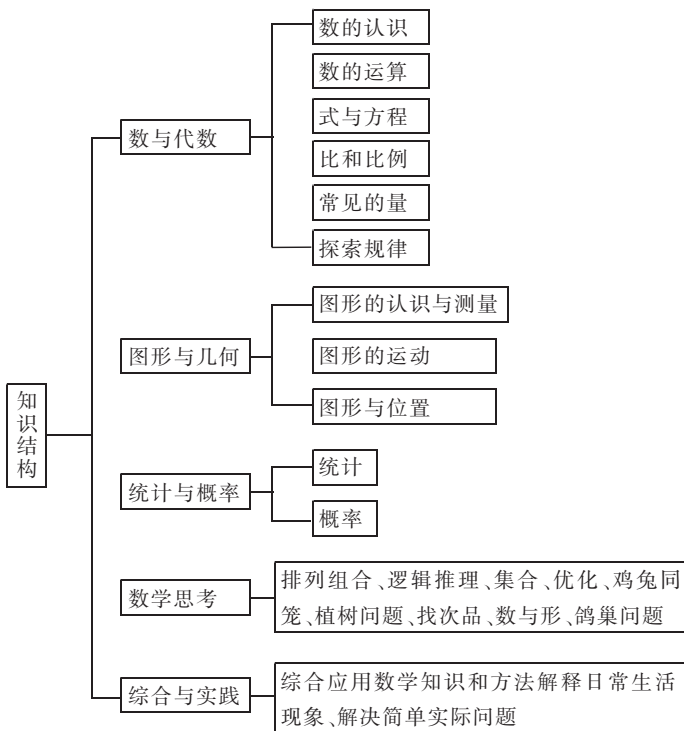 知识结构
数与代数
数的认识
数的运算
式与方程
比和比例
常见的量
探索规律
图形与几何
图形的认识与测量
图形的运动
图形与位置
统计与概率
统计
概率
数学思考
排列组合、逻辑推理、集合、优化、鸡兔同
笼、植树问题、找次品、数与形、鸽巢问题
综合与实践
综合应用数学知识和方法解释日常生活
现象、解决简单实际问题